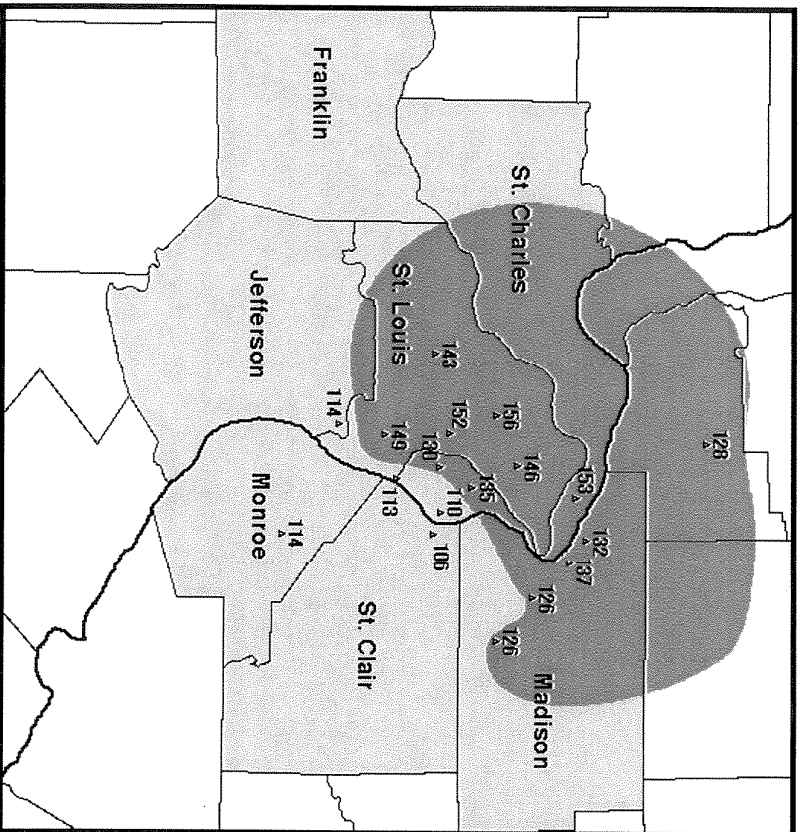 128
132
153
137
126
Madison
146
St. Charles
156
126
135
152
110
143
106
130
St. Louis
149
113
St. Clair
114
Franklin
114
Jefferson
Monroe